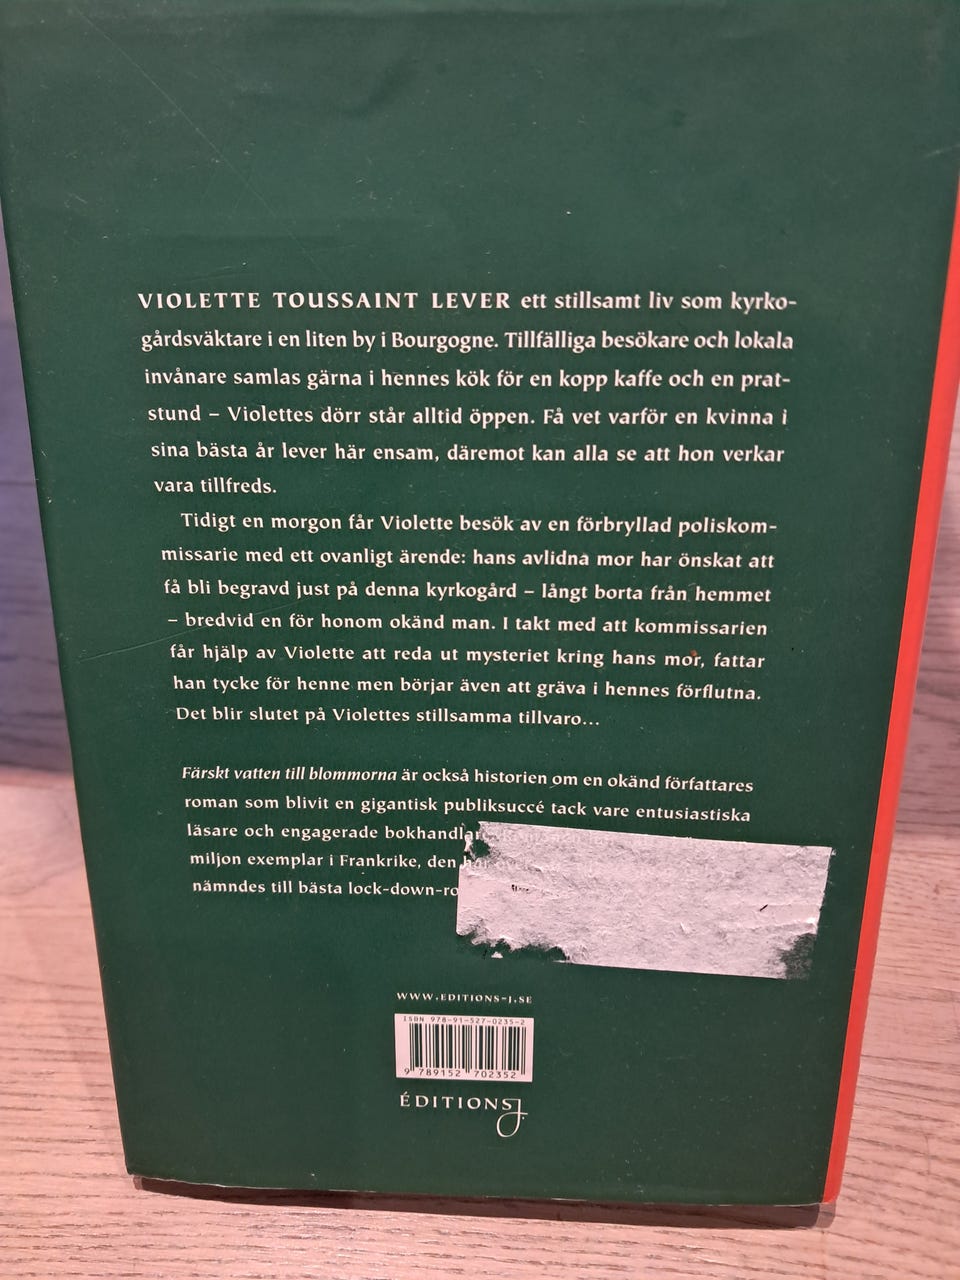 VIOLETTE TOUSSAINT LEVER ett stillsamt liv som kyrko-
gårdsväktare i en liten by i Bourgogne. Tillfälliga besökare och lokala
invånare samlas gärna i hennes kök för en kopp kaffe och en prat-
stund – Violettes dörr står alltid öppen. Få vet varför en kvinna i
sina bästa år lever här ensam, däremot kan alla se att hon verkar
vara tillfreds.
Tidigt en morgon får Violette besök av en förbryllad poliskom-
missarie med ett ovanligt ärende: hans avlidna mor har önskat att
få bli begravd just på denna kyrkogård – långt borta från hemmet
– bredvid en för honom okänd man. I takt med att kommissarien
får hjälp av Violette att reda ut mysteriet kring hans mor, fattar
han tycke för henne men börjar även att gräva i hennes förflutna.
Det blir slutet på Violettes stillsamma tillvaro...
Färskt vatten till blommorna är också historien om en okänd författares
roman som blivit en gigantisk publiksuccé tack vare entusiastiska
läsare och engagerade bokhandlar
miljon exemplar i Frankrike, den har
nämndes till bästa lock-down-ro
WWW.EDITIONS-J.SE
ISBN 978-91-527-0235-2
9 789152 702352
ÉDITIONS J.